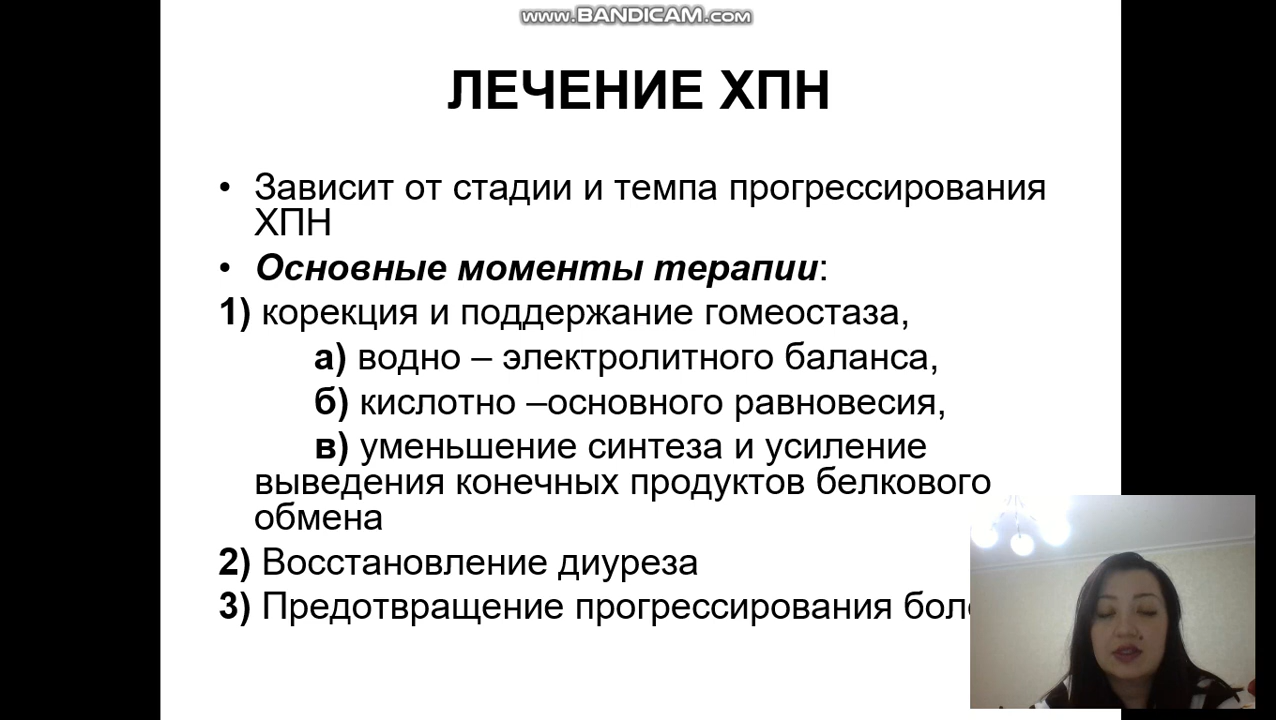 www.BANDICAM.com
ЛЕЧЕНИЕ ХПН
• Зависит от стадии и темпа прогрессирования
ХПН
• Основные моменты терапии:
1) корекция и поддержание гомеостаза,
а) водно – электролитного баланса,
б) кислотно –основного равновесия,
в) уменьшение синтеза и усиление
выведения конечных продуктов белкового
обмена
2) Восстановление диуреза
3) Предотвращение прогрессирования